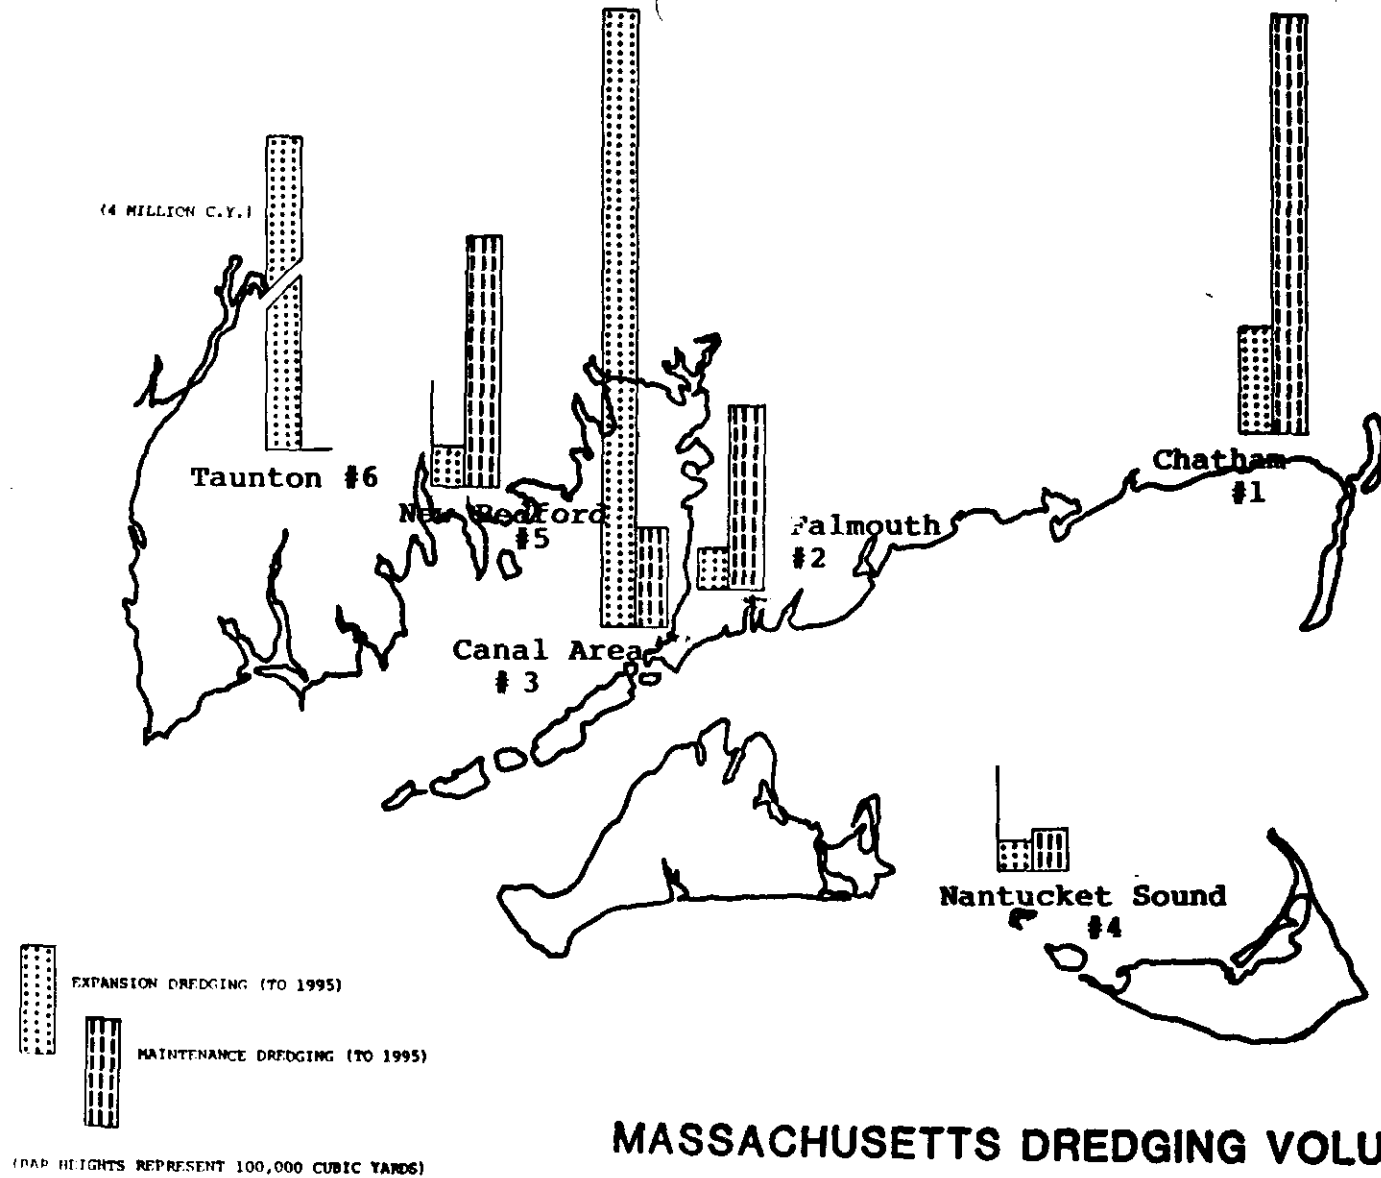 (4 MILLION C.Y.)
Taunton #6
New Bedford
#5
Falmouth
#2
Chatham
#1
Canal Area
# 3
Nantucket Sound
#4
EXPANSION DREDGING (TO 1995)
MAINTENANCE DREDGING (TO 1995)
(BAR HEIGHTS REPRESENT 100,000 CUBIC YARDS)
MASSACHUSETTS DREDGING VOLU